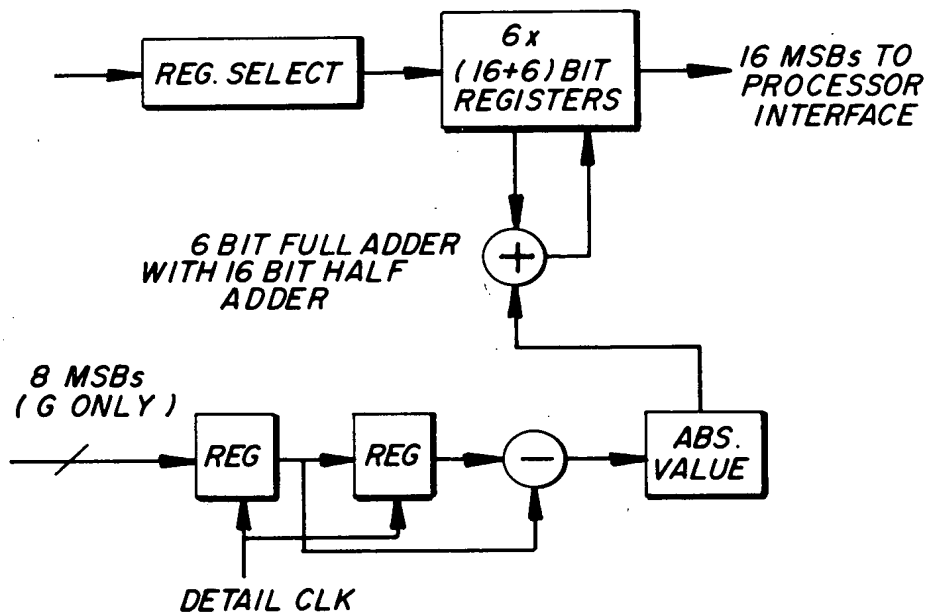 REG. SELECT
6x
(16+6) BIT
REGISTERS
16 MSBs TO
PROCESSOR
INTERFACE
6 BIT FULL ADDER
WITH 16 BIT HALF
ADDER
+
8 MSBs
(G ONLY)
REG
REG
−
ABS.
VALUE
DETAIL CLK